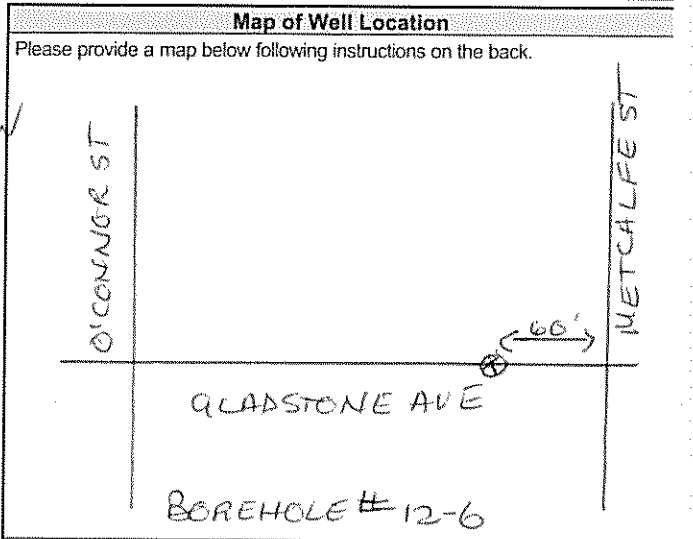 Map of Well Location
Please provide a map below following instructions on the back.
O'CONNOR ST
METCALFE ST
60'
GLADSTONE AVE
BOREHOLE # 12-6